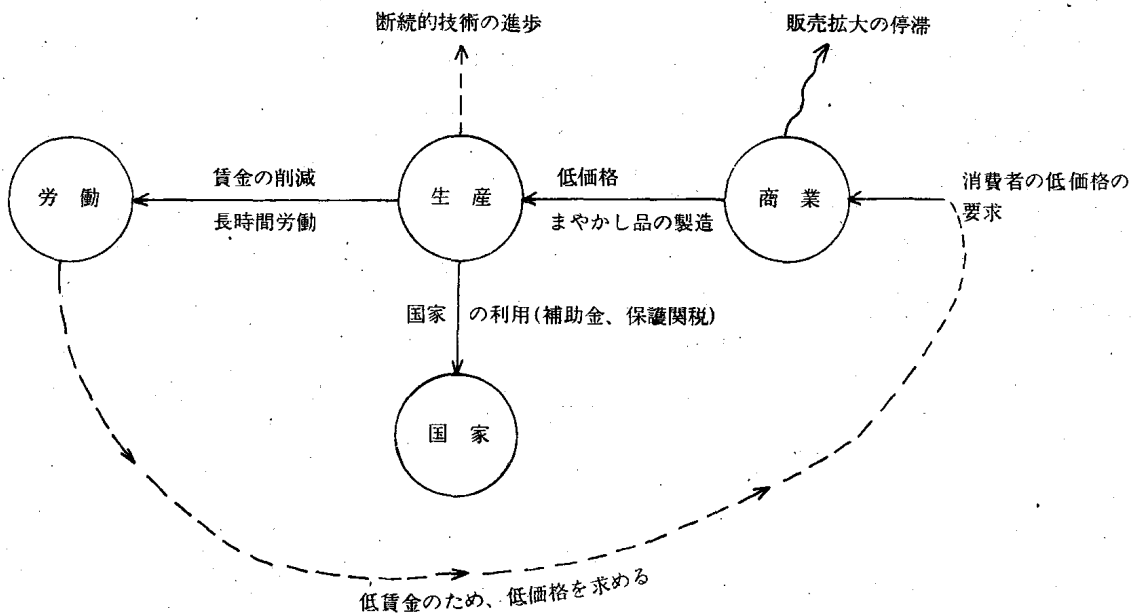 断続的技術の進歩
販売拡大の停滞
労働
賃金の削減
長時間労働
生産
低価格
まやかし品の製造
商業
消費者の低価格の
要求
国家の利用(補助金、保護関税)
国家
低賃金のため、低価格を求める